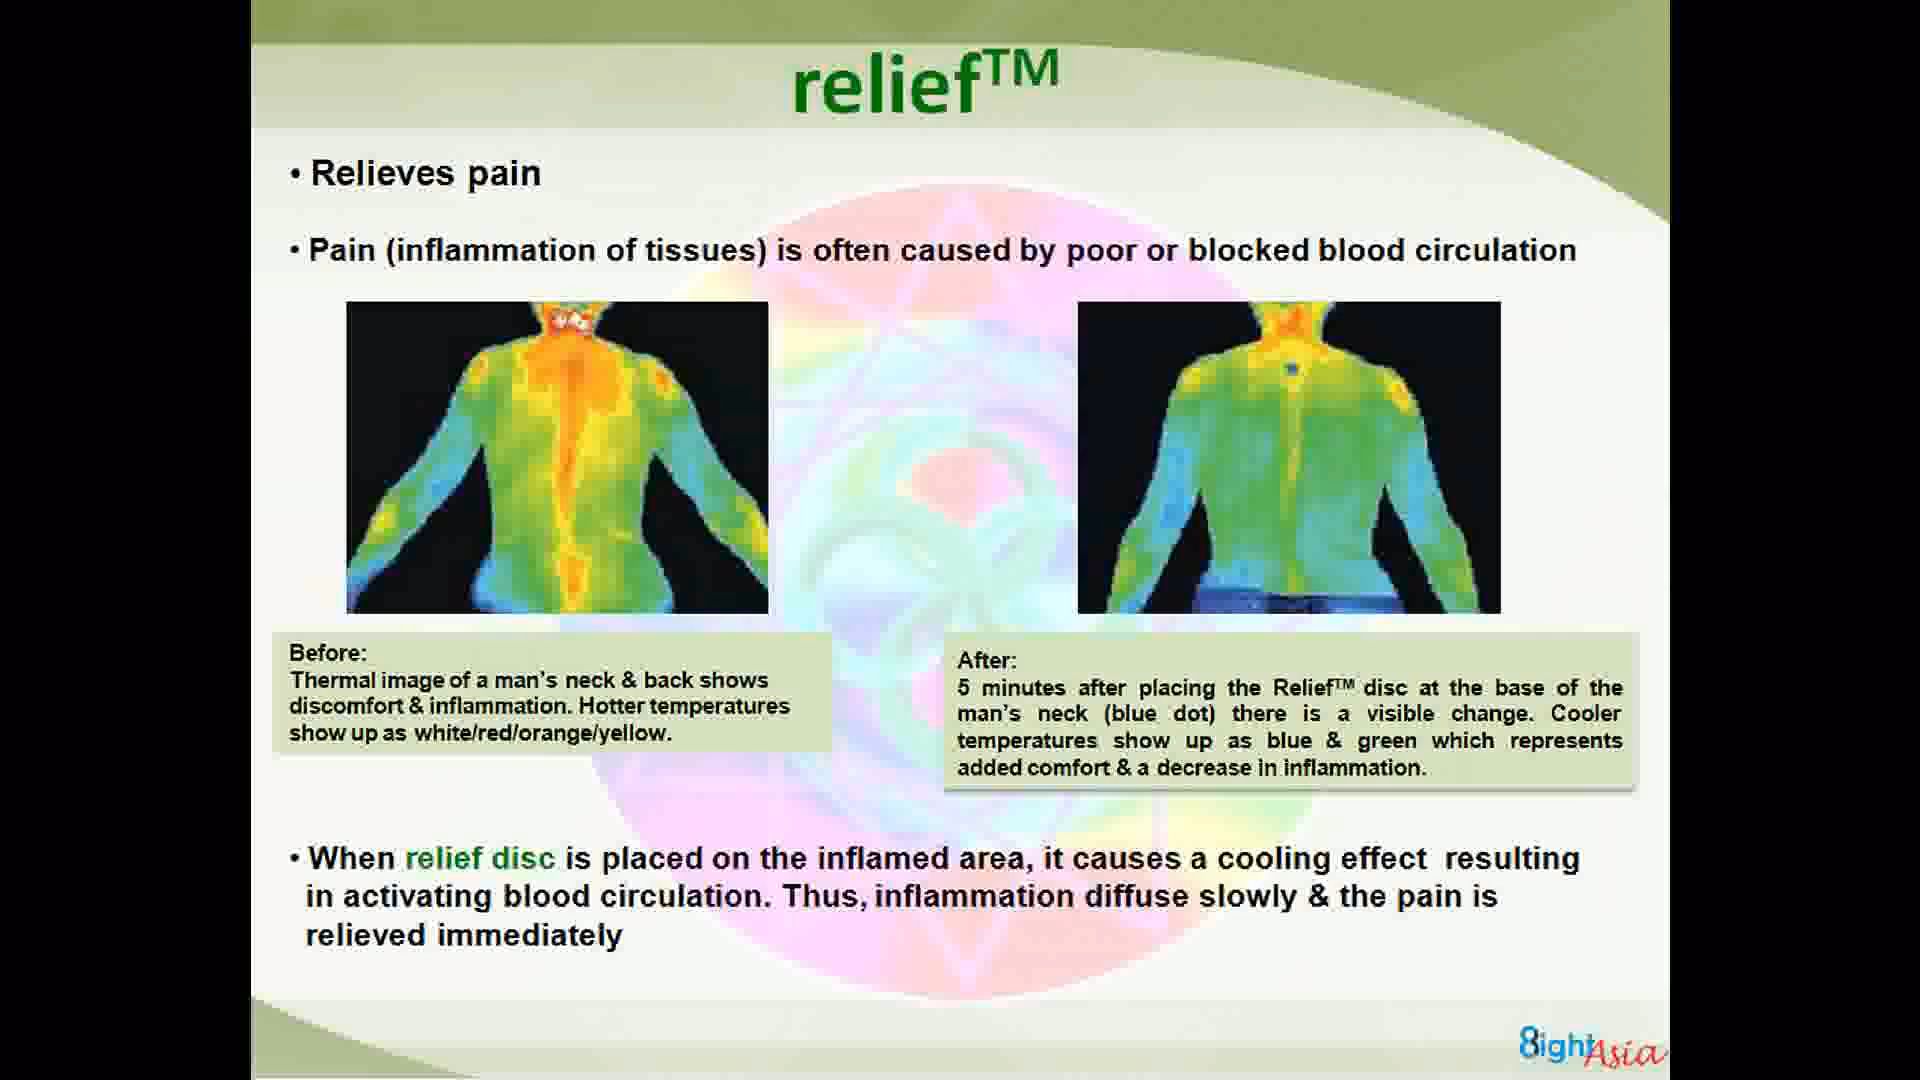 relief™
• Relieves pain
• Pain (inflammation of tissues) is often caused by poor or blocked blood circulation
Before:
Thermal image of a man's neck & back shows
discomfort & inflammation. Hotter temperatures
show up as white/red/orange/yellow.
After:
5 minutes after placing the Relief™ disc at the base of the
man's neck (blue dot) there is a visible change. Cooler
temperatures show up as blue & green which represents
added comfort & a decrease in inflammation.
• When relief disc is placed on the inflamed area, it causes a cooling effect resulting
in activating blood circulation. Thus, inflammation diffuse slowly & the pain is
relieved immediately
8ight Asia